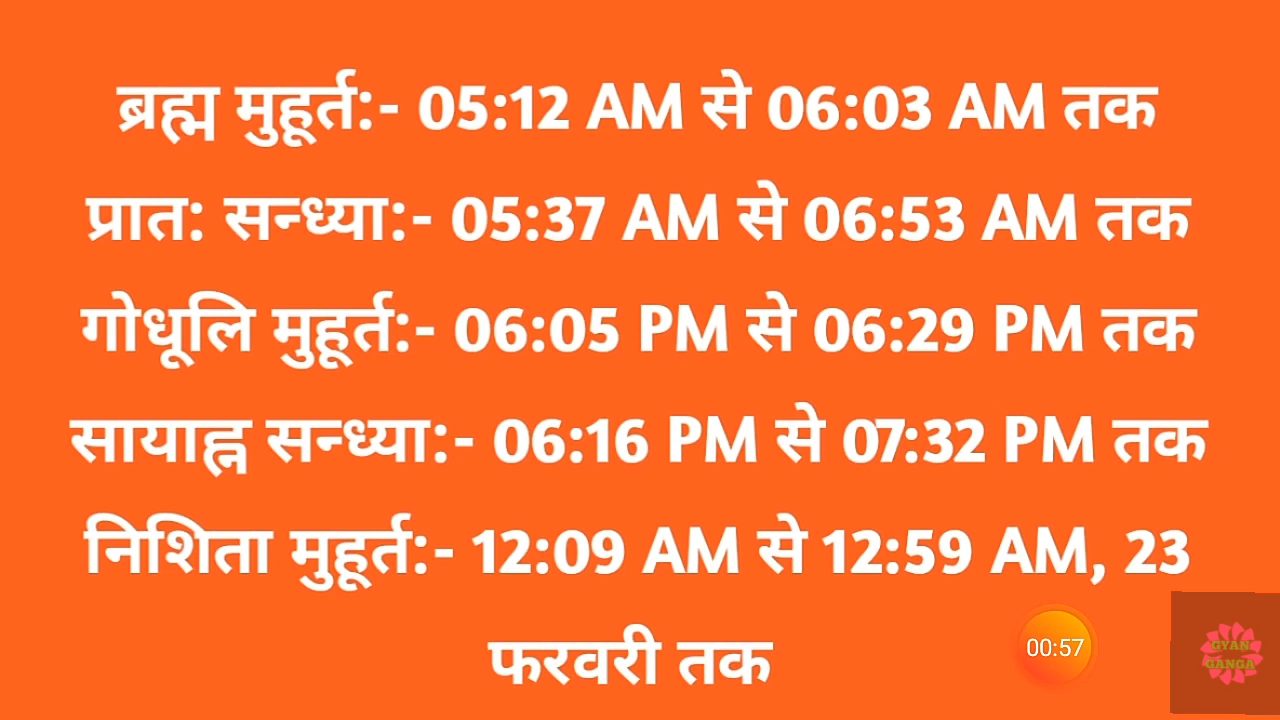 ब्रह्म मुहूर्त:- 05:12 AM से 06:03 AM तक
प्रात: सन्ध्या:- 05:37 AM से 06:53 AM तक
गोधूलि मुहूर्त:- 06:05 PM से 06:29 PM तक
सायाह्न सन्ध्या:- 06:16 PM से 07:32 PM तक
निशिता मुहूर्त:- 12:09 AM से 12:59 AM, 23
फरवरी तक
00:57
GYAN
GANGA